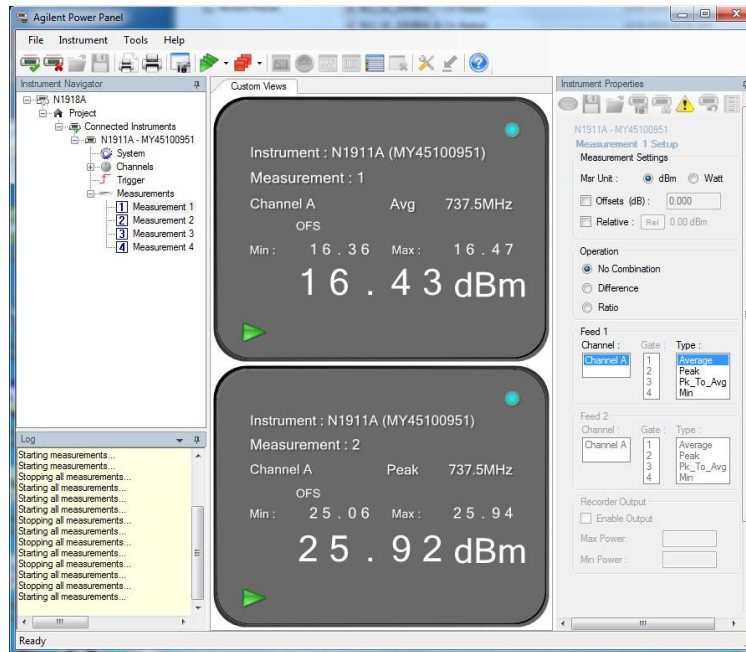 Agilent Power Panel
File Instrument Tools Help
Instrument Navigator
N1918A
Project
Connected Instruments
N1911A - MY45100951
System
Channels
Trigger
Measurements
1 Measurement 1
2 Measurement 2
3 Measurement 3
4 Measurement 4
Log
Starting measurements...
Starting measurements...
Stopping all measurements...
Starting all measurements...
Stopping all measurements...
Starting all measurements...
Stopping all measurements...
Starting all measurements...
Stopping all measurements...
Starting all measurements...
Stopping all measurements...
Starting all measurements...
Stopping all measurements...
Starting all measurements...
Custom Views
Instrument : N1911A (MY45100951)
Measurement : 1
Channel A Avg 737.5MHz
OFS
Min : 16.36 Max : 16.47
16.43 dBm
Instrument : N1911A (MY45100951)
Measurement : 2
Channel A Peak 737.5MHz
OFS
Min : 25.06 Max : 25.94
25.92 dBm
Instrument Properties
N1911A - MY45100951
Measurement 1 Setup
Measurement Settings
Msr Unit : dBm Watt
Offsets (dB) : 0.000
Relative : Rel 0.00 dBm
Operation
No Combination
Difference
Ratio
Feed 1
Channel : Gate : Type :
Channel A 1 Average
2 Peak
3 Pk_To_Avg
4 Min
Feed 2
Channel : Gate : Type :
Channel A 1 Average
2 Peak
3 Pk_To_Avg
4 Min
Recorder Output
Enable Output
Max Power:
Min Power :
Ready